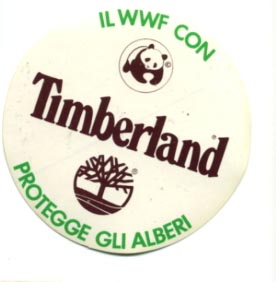 IL WWF CON
©
Timberland®
®
PROTEGGE GLI ALBERI